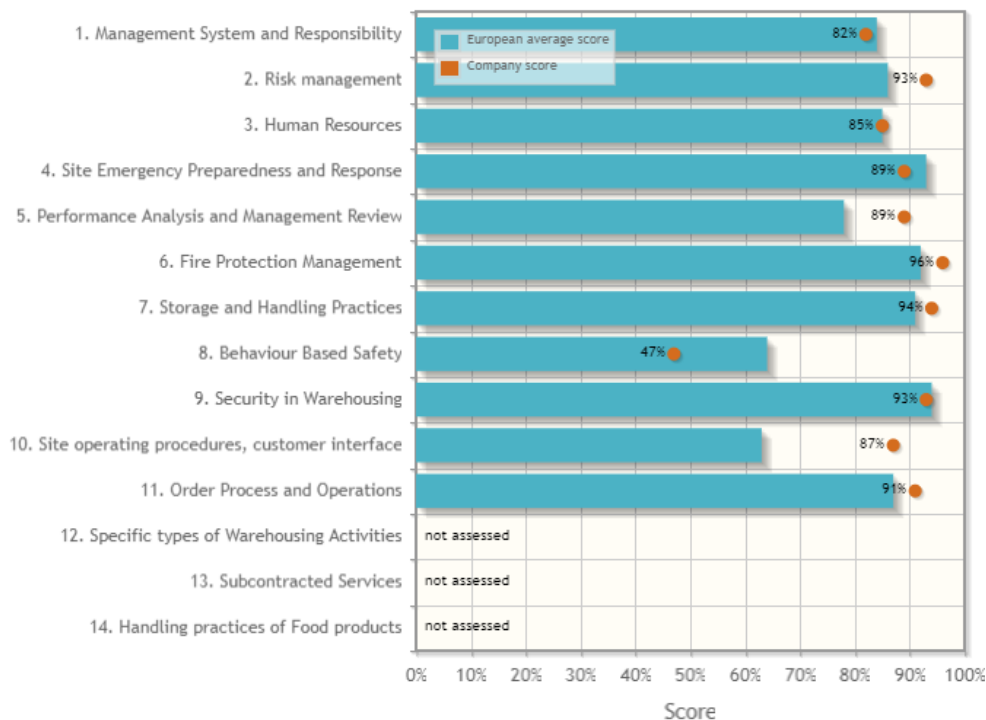 1. Management System and Responsibility
82%
European average score
Company score
2. Risk management
93%
3. Human Resources
85%
4. Site Emergency Preparedness and Response
89%
5. Performance Analysis and Management Review
89%
6. Fire Protection Management
96%
7. Storage and Handling Practices
94%
8. Behaviour Based Safety
47%
9. Security in Warehousing
93%
10. Site operating procedures, customer interface
87%
11. Order Process and Operations
91%
12. Specific types of Warehousing Activities
not assessed
13. Subcontracted Services
not assessed
14. Handling practices of Food products
not assessed
0% 10% 20% 30% 40% 50% 60% 70% 80% 90% 100%
Score